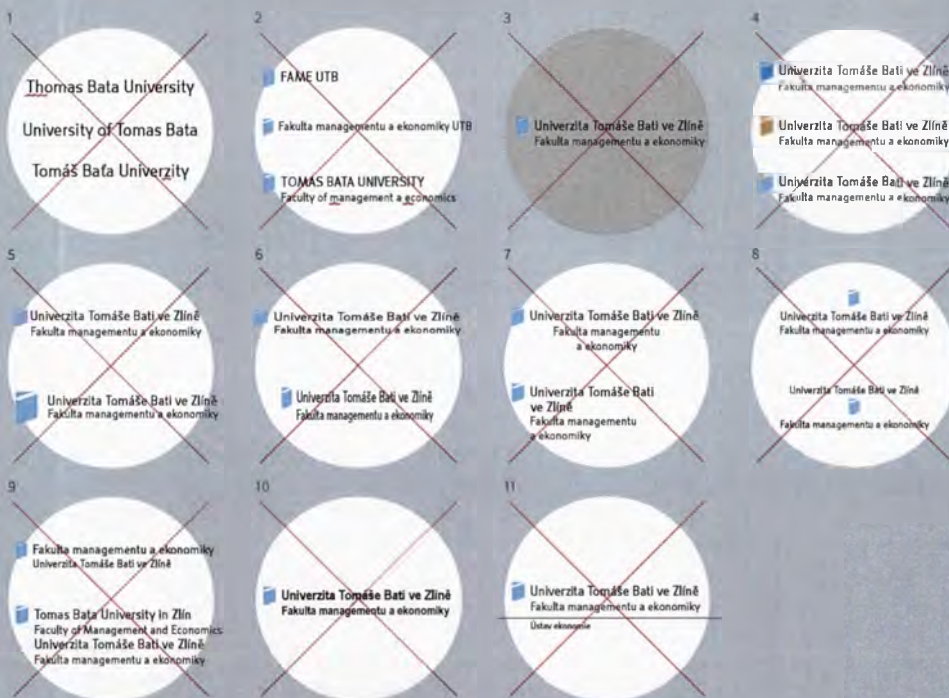 1
Thomas Bata University
University of Tomas Bata
Tomáš Baťa Univerzity
2
FAME UTB
Fakulta managementu a ekonomiky UTB
TOMAS BATA UNIVERSITY
Faculty of management a economics
3
Univerzita Tomáše Bati ve Zlíně
Fakulta managementu a ekonomiky
4
Univerzita Tomáše Bati ve Zlíně
Fakulta managementu a ekonomiky
Univerzita Tomáše Bati ve Zlíně
Fakulta managementu a ekonomiky
Univerzita Tomáše Bati ve Zlíně
Fakulta managementu a ekonomiky
5
Univerzita Tomáše Bati ve Zlíně
Fakulta managementu a ekonomiky
Univerzita Tomáše Bati ve Zlíně
Fakulta managementu a ekonomiky
6
Univerzita Tomáše Bati ve Zlíně
Fakulta managementu a ekonomiky
Univerzita Tomáše Bati ve Zlíně
Fakulta managementu a ekonomiky
7
Univerzita Tomáše Bati ve Zlíně
Fakulta managementu
a ekonomiky
Univerzita Tomáše Bati
ve Zlíně
Fakulta managementu
a ekonomiky
8
Univerzita Tomáše Bati ve Zlíně
Fakulta managementu a ekonomiky
Univerzita Tomáše Bati ve Zlíně
Fakulta managementu a ekonomiky
9
Fakulta managementu a ekonomiky
Univerzita Tomáše Bati ve Zlíně
Tomas Bata University in Zlín
Faculty of Management and Economics
Univerzita Tomáše Bati ve Zlíně
Fakulta managementu a ekonomiky
10
Univerzita Tomáše Bati ve Zlíně
Fakulta managementu a ekonomiky
11
Univerzita Tomáše Bati ve Zlíně
Fakulta managementu a ekonomiky
Ústav ekonomie